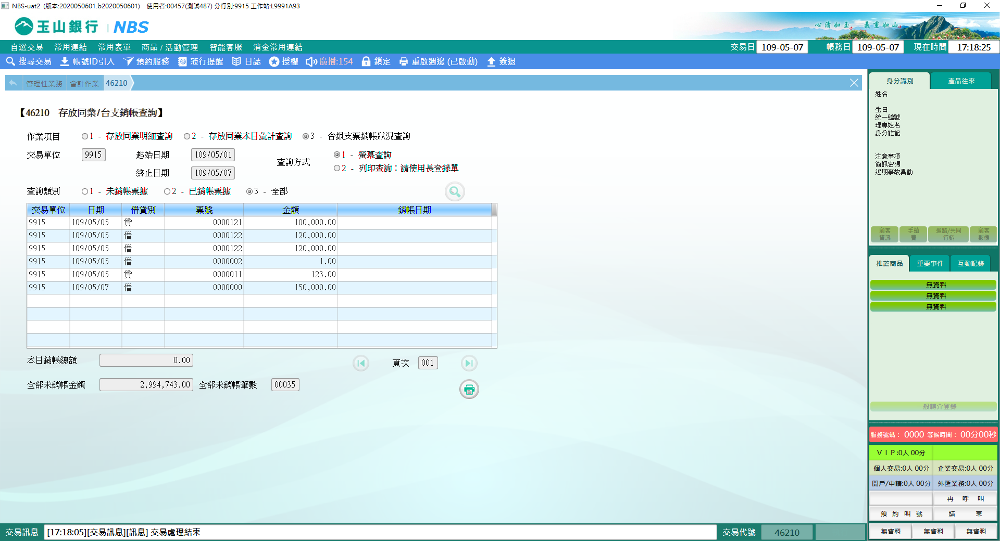 NBS-uat2 (版本:2020050601.b2020050601) 使用者:00457(測試487) 分行別:9915 工作站:L9991A93
玉山銀行 | NBS
心清如玉 義重如山
自選交易 常用連結 常用表單 商品 / 活動管理 智能客服 消金常用連結 交易日 109-05-07 帳務日 109-05-07 現在時間 17:18:25
搜尋交易 帳號ID引入 預約服務 蒞行提醒 日誌 授權 廣播:154 鎖定 重啟週邊 (已啟動) 簽退
管理性業務 會計作業 46210
【46210 存放同業/台支銷帳查詢】
作業項目 1 - 存放同業明細查詢 2 - 存放同業本日彙計查詢 3 - 台銀支票銷帳狀況查詢
交易單位 9915 起始日期 109/05/01 查詢方式 1 - 螢幕查詢
終止日期 109/05/07 2 - 列印查詢：請使用長登錄單
查詢類別 1 - 未銷帳票據 2 - 已銷帳票據 3 - 全部
交易單位 日期 借貸別 票號 金額 銷帳日期
9915 109/05/05 貸 0000121 100,000.00
9915 109/05/05 借 0000122 120,000.00
9915 109/05/05 借 0000122 120,000.00
9915 109/05/05 借 0000002 1.00
9915 109/05/05 貸 0000011 123.00
9915 109/05/07 借 0000000 150,000.00
本日銷帳總額 0.00 頁次 001
全部未銷帳金額 2,994,743.00 全部未銷帳筆數 00035
身分識別 產品往來
姓名
生日
統一編號
理專姓名
身分註記
注意事項
簡訊密碼
近期事故異動
顧客資訊 手續費 通路/共同行銷 顧客影像
推薦商品 重要事件 互動記錄
無資料
無資料
無資料
一般轉介登錄
服務號碼： 0000 等候時間： 00分00秒
ＶＩＰ:0人 00分
個人交易:0人 00分 企業交易:0人 00分
開戶/申請:0人 00分 外匯業務:0人 00分
再 呼 叫
預 約 叫 號 結 束
無資料 無資料 無資料
交易訊息 [17:18:05][交易訊息][訊息] 交易處理結束 交易代號 46210